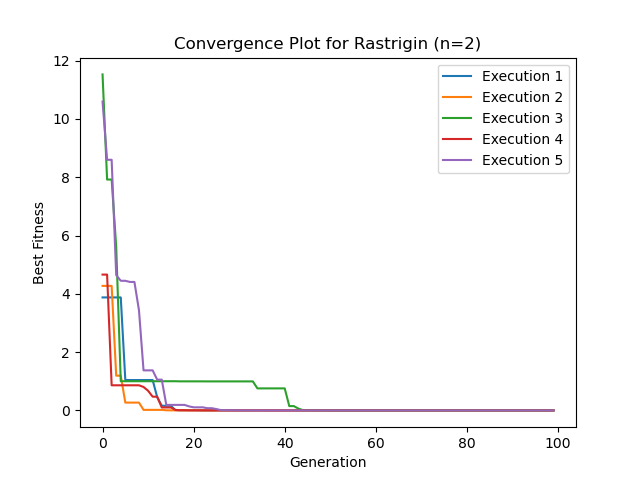 Convergence Plot for Rastrigin (n=2)
12
10
8
6
4
2
0
Best Fitness
Execution 1
Execution 2
Execution 3
Execution 4
Execution 5
0 20 40 60 80 100
Generation